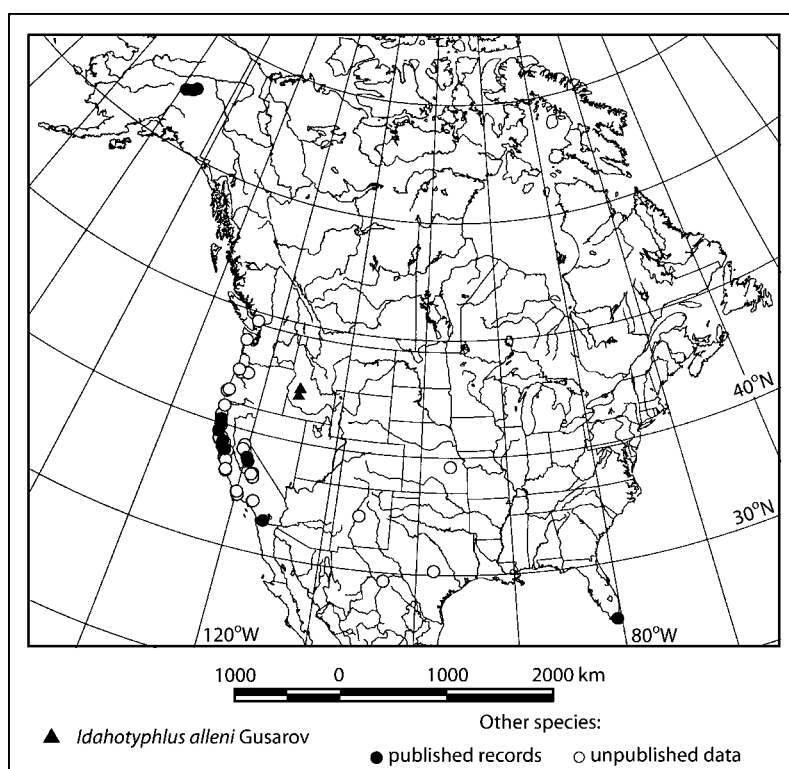 40°N
30°N
120°W
80°W
1000 0 1000 2000 km
Idahotyphlus alleni Gusarov
Other species:
published records unpublished data